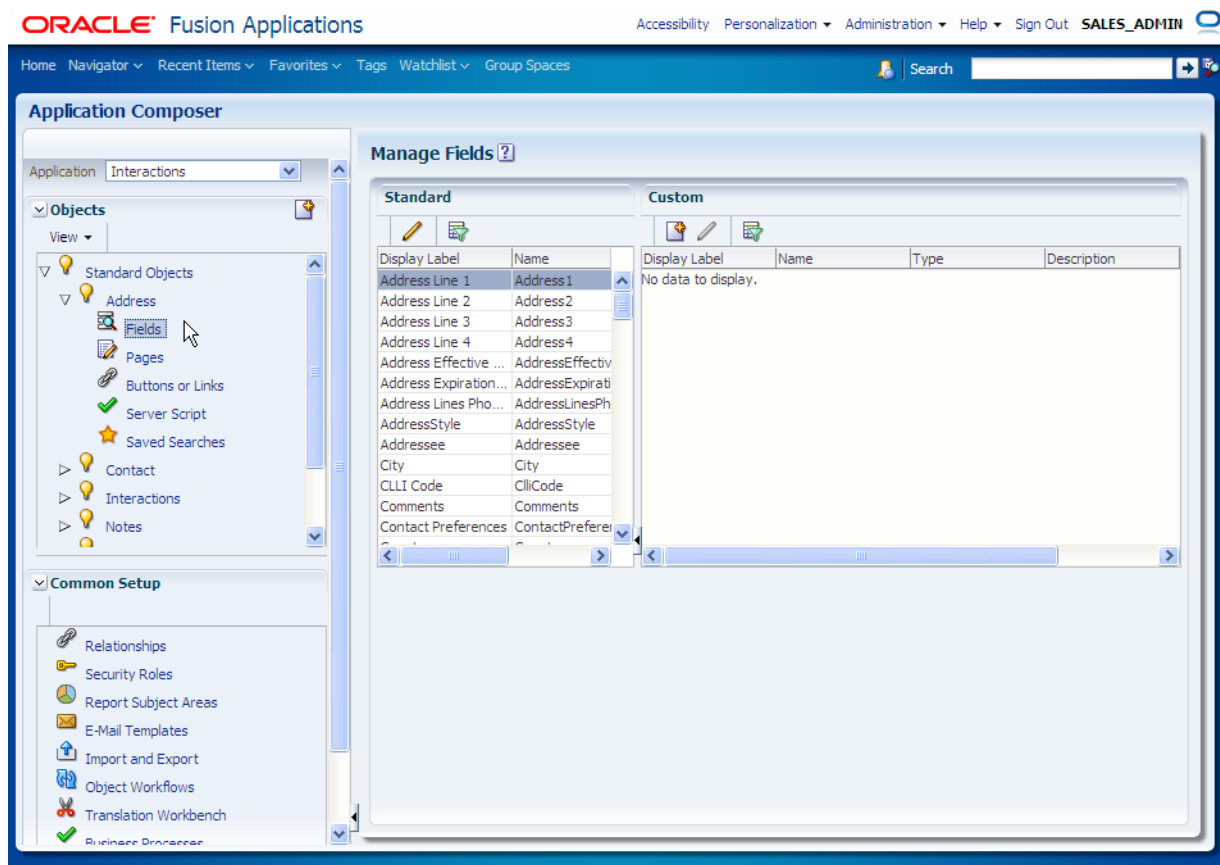 ORACLE Fusion Applications
Accessibility Personalization Administration Help Sign Out SALES_ADMIN
Home Navigator Recent Items Favorites Tags Watchlist Group Spaces
Search
Application Composer
Application Interactions
Objects
View
Standard Objects
Address
Fields
Pages
Buttons or Links
Server Script
Saved Searches
Contact
Interactions
Notes
Common Setup
Relationships
Security Roles
Report Subject Areas
E-Mail Templates
Import and Export
Object Workflows
Translation Workbench
Business Processes
Manage Fields ?
Standard
Display Label Name
Address Line 1 Address1
Address Line 2 Address2
Address Line 3 Address3
Address Line 4 Address4
Address Effective ... AddressEffectiv
Address Expiration... AddressExpirati
Address Lines Pho... AddressLinesPh
AddressStyle AddressStyle
Addressee Addressee
City City
CLLI Code ClliCode
Comments Comments
Contact Preferences ContactPrefere
Custom
Display Label Name Type Description
No data to display.